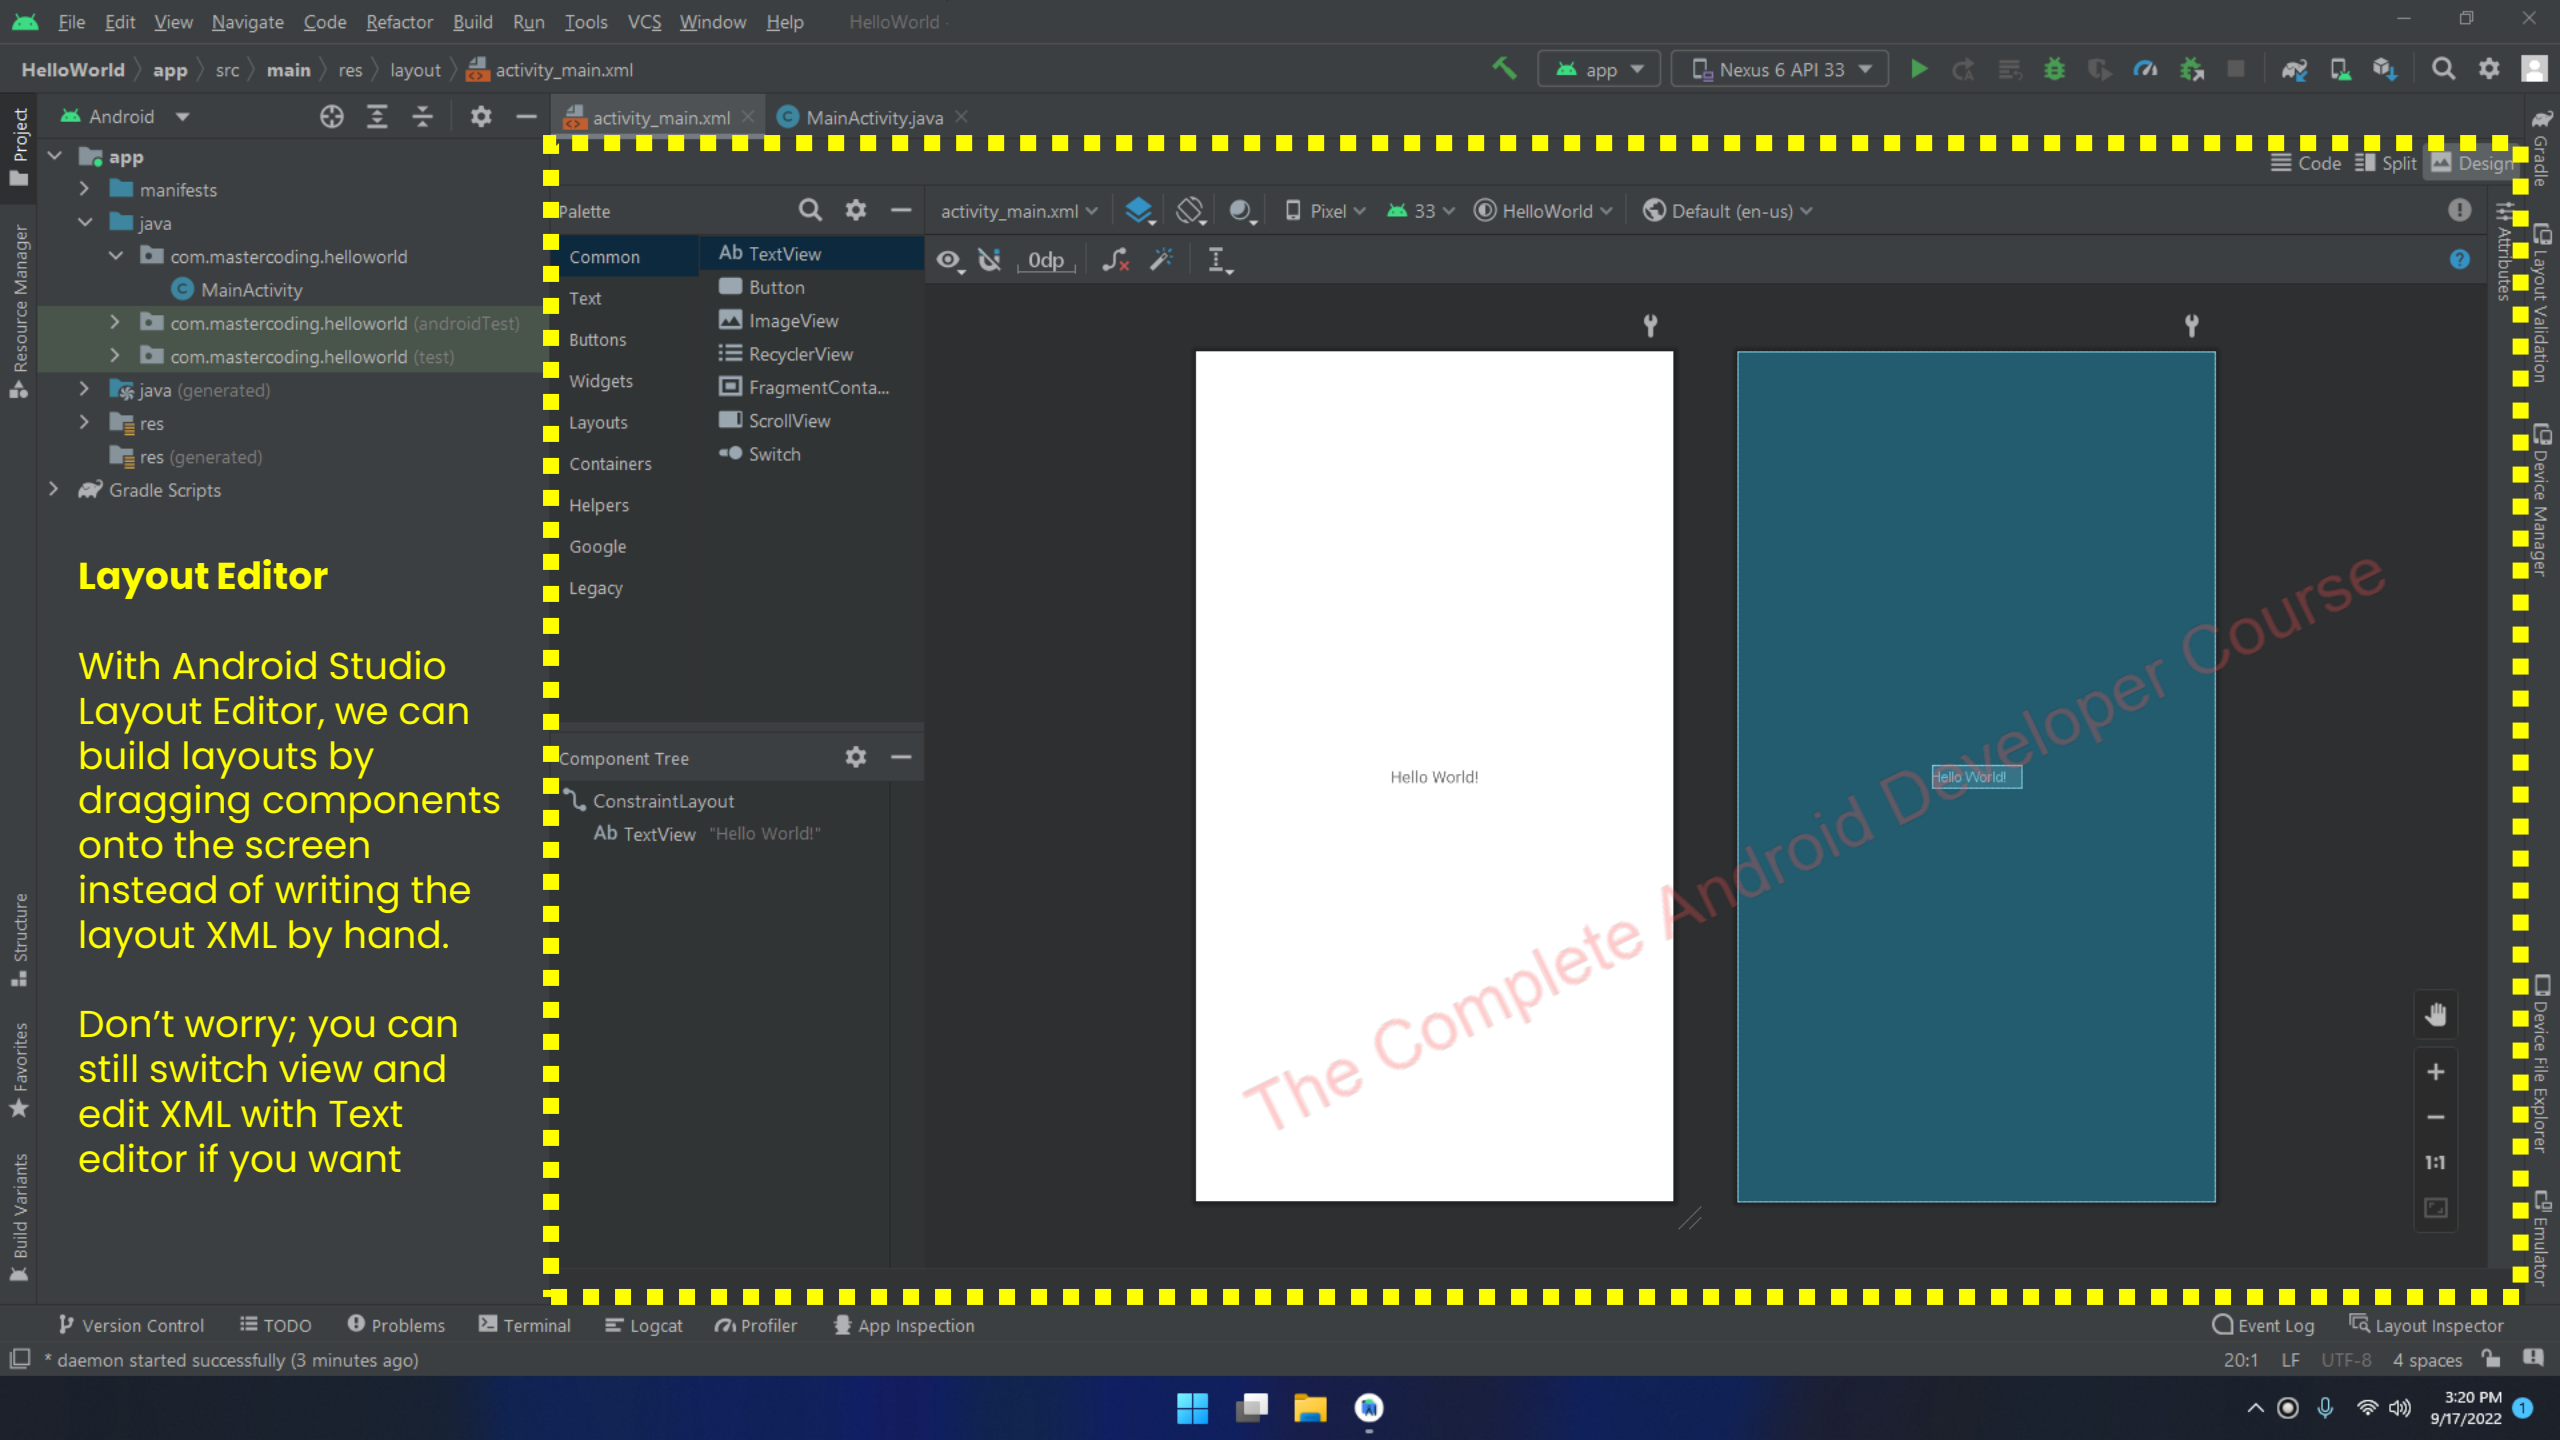 File Edit View Navigate Code Refactor Build Run Tools VCS Window Help HelloWorld -
HelloWorld app src main res layout activity_main.xml
app Nexus 6 API 33
Android
activity_main.xml MainActivity.java
Code Split Design
Project
Resource Manager
Structure
Favorites
Build Variants
app
manifests
java
com.mastercoding.helloworld
MainActivity
com.mastercoding.helloworld (androidTest)
com.mastercoding.helloworld (test)
java (generated)
res
res (generated)
Gradle Scripts
Layout Editor
With Android Studio
Layout Editor, we can
build layouts by
dragging components
onto the screen
instead of writing the
layout XML by hand.
Don’t worry; you can
still switch view and
edit XML with Text
editor if you want
Palette
Common
Text
Buttons
Widgets
Layouts
Containers
Helpers
Google
Legacy
Ab TextView
Button
ImageView
RecyclerView
FragmentConta...
ScrollView
Switch
Component Tree
ConstraintLayout
Ab TextView "Hello World!"
activity_main.xml Pixel 33 HelloWorld Default (en-us)
0dp
Hello World!
Hello World!
The Complete Android Developer Course
1:1
Attributes
Gradle
Layout Validation
Device Manager
Device File Explorer
Emulator
Version Control TODO Problems Terminal Logcat Profiler App Inspection
Event Log Layout Inspector
* daemon started successfully (3 minutes ago)
20:1 LF UTF-8 4 spaces
3:20 PM
9/17/2022
1